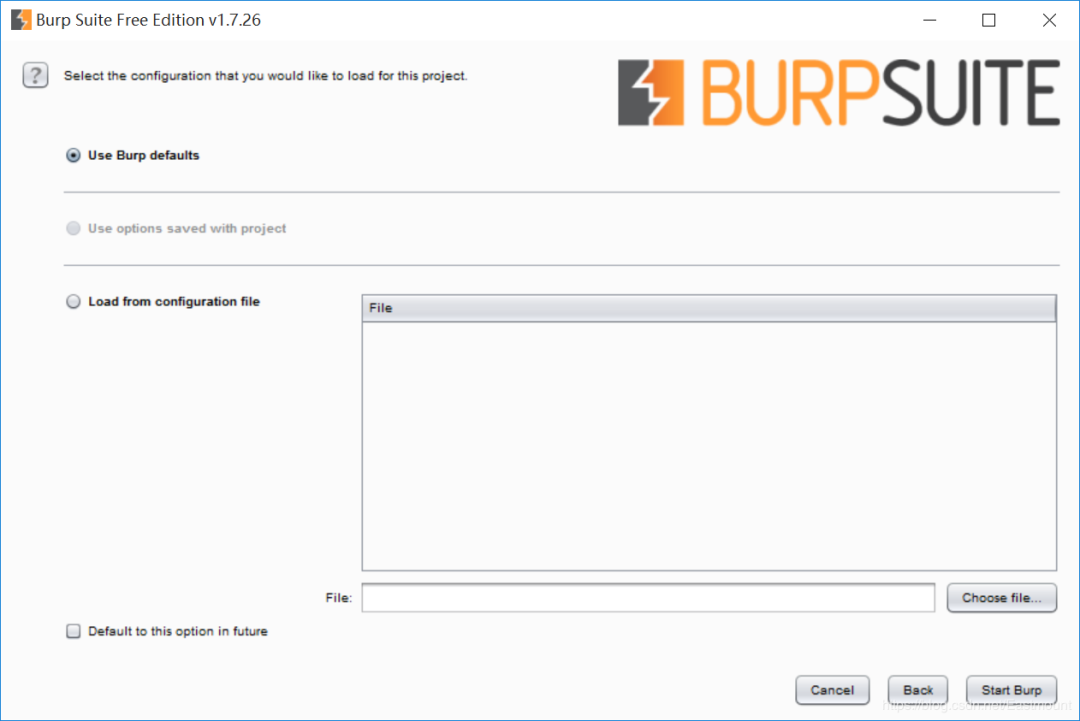 Burp Suite Free Edition v1.7.26
?
Select the configuration that you would like to load for this project.
BURPSUITE
Use Burp defaults
Use options saved with project
Load from configuration file
File
File:
Choose file...
Default to this option in future
Cancel
Back
Start Burp
https://blog.csdn.net/Eastmount